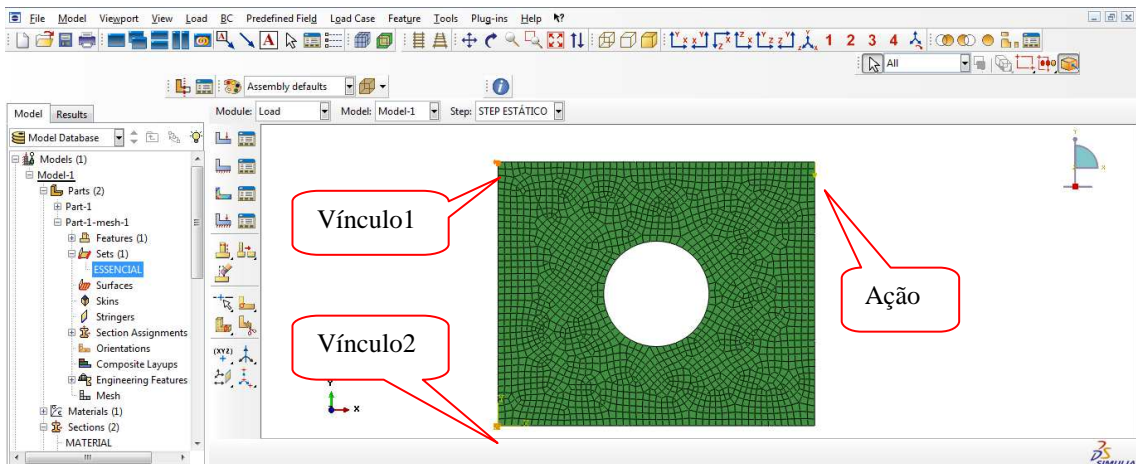 File Model Viewport View Load BC Predefined Field Load Case Feature Tools Plug-ins Help
A A 1 2 3 4
All
Assembly defaults i
Model Results Module: Load Model: Model-1 Step: STEP ESTÁTICO
Model Database
Models (1)
Model-1
Parts (2)
Part-1
Part-1-mesh-1
Features (1)
Sets (1)
ESSENCIAL
Surfaces
Skins
Stringers
Section Assignments
Orientations
Composite Layups
Engineering Features
Mesh
Materials (1)
Sections (2)
MATERIAL
(XYZ)
Vínculo1
Ação
Vínculo2
Y
X
SIMULIA